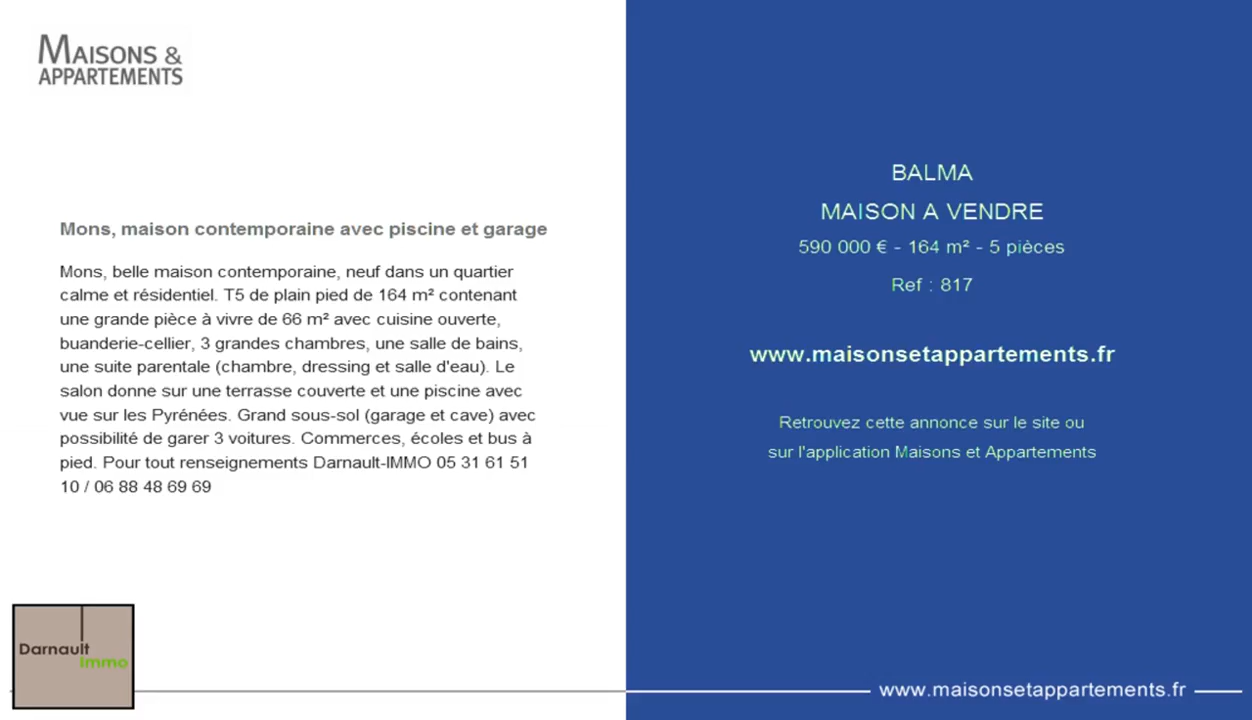 MAISONS &
APPARTEMENTS
Mons, maison contemporaine avec piscine et garage
Mons, belle maison contemporaine, neuf dans un quartier
calme et résidentiel. T5 de plain pied de 164 m² contenant
une grande pièce à vivre de 66 m² avec cuisine ouverte,
buanderie-cellier, 3 grandes chambres, une salle de bains,
une suite parentale (chambre, dressing et salle d'eau). Le
salon donne sur une terrasse couverte et une piscine avec
vue sur les Pyrénées. Grand sous-sol (garage et cave) avec
possibilité de garer 3 voitures. Commerces, écoles et bus à
pied. Pour tout renseignements Darnault-IMMO 05 31 61 51
10 / 06 88 48 69 69
Darnault
Immo
BALMA
MAISON A VENDRE
590 000 € - 164 m² - 5 pièces
Ref : 817
www.maisonsetappartements.fr
Retrouvez cette annonce sur le site ou
sur l'application Maisons et Appartements
www.maisonsetappartements.fr